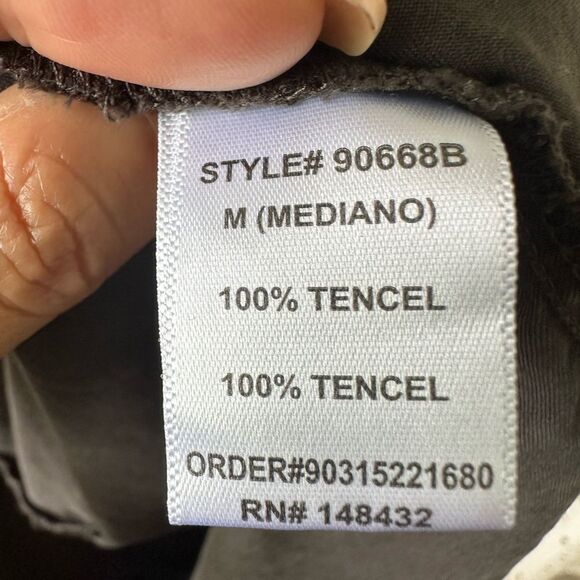 STYLE# 90668B
M (MEDIANO)
100% TENCEL
100% TENCEL
ORDER#90315221680
RN# 148432